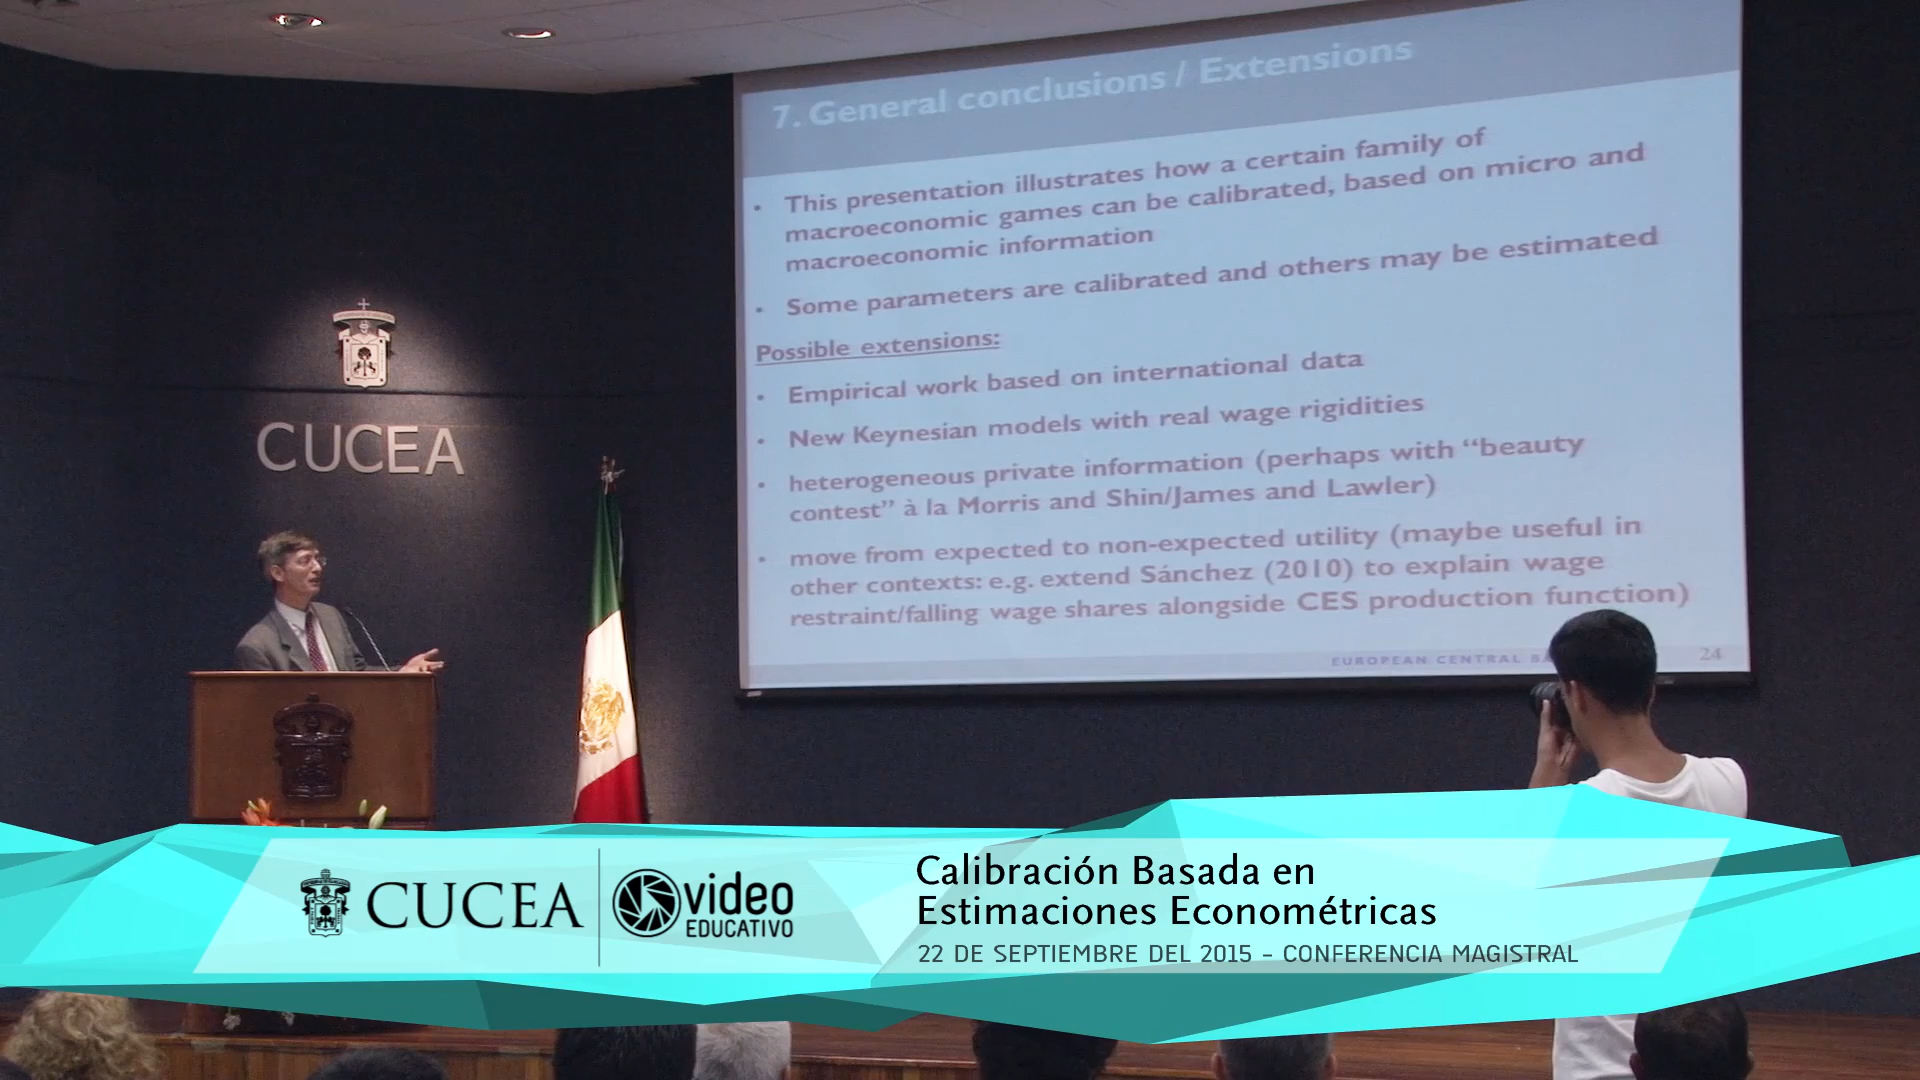 7. General conclusions / Extensions
• This presentation illustrates how a certain family of
macroeconomic games can be calibrated, based on micro and
macroeconomic information
• Some parameters are calibrated and others may be estimated
Possible extensions:
• Empirical work based on international data
• New Keynesian models with real wage rigidities
• heterogeneous private information (perhaps with “beauty
contest” à la Morris and Shin/James and Lawler)
• move from expected to non-expected utility (maybe useful in
other contexts: e.g. extend Sánchez (2010) to explain wage
restraint/falling wage shares alongside CES production function)
EUROPEAN CENTRAL
24
CUCEA
CUCEA
video
EDUCATIVO
Calibración Basada en
Estimaciones Econométricas
22 DE SEPTIEMBRE DEL 2015 – CONFERENCIA MAGISTRAL